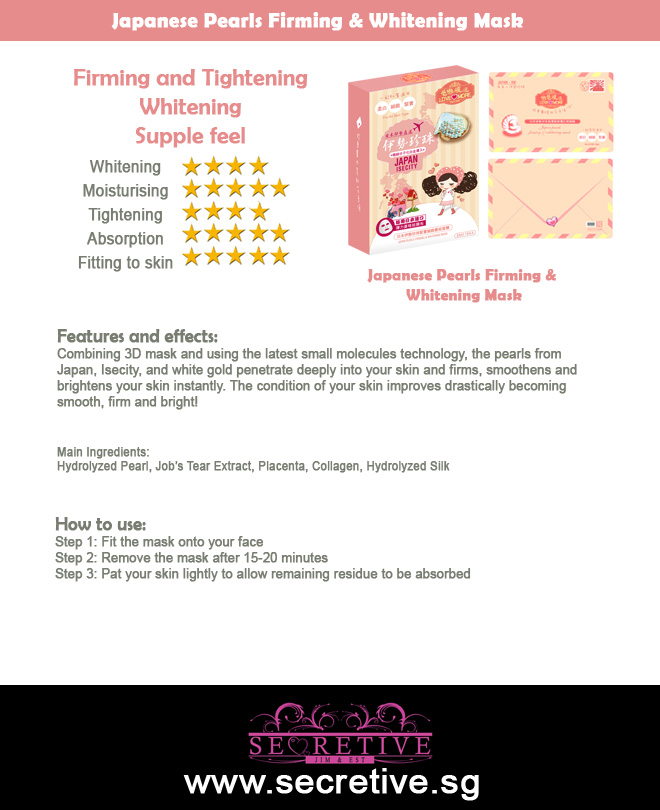 Japanese Pearls Firming & Whitening Mask
Firming and Tightening
Whitening
Supple feel
Whitening
Moisturising
Tightening
Absorption
Fitting to skin
伊勢珍珠
JAPAN
ISECITY
LOVE MORE
3
Japanese Pearls Firming &
Whitening Mask
Features and effects:
Combining 3D mask and using the latest small molecules technology, the pearls from
Japan, Isecity, and white gold penetrate deeply into your skin and firms, smoothens and
brightens your skin instantly. The condition of your skin improves drastically becoming
smooth, firm and bright!
Main Ingredients:
Hydrolyzed Pearl, Job's Tear Extract, Placenta, Collagen, Hydrolyzed Silk
How to use:
Step 1: Fit the mask onto your face
Step 2: Remove the mask after 15-20 minutes
Step 3: Pat your skin lightly to allow remaining residue to be absorbed
SECRETIVE
JIM & EST
www.secretive.sg